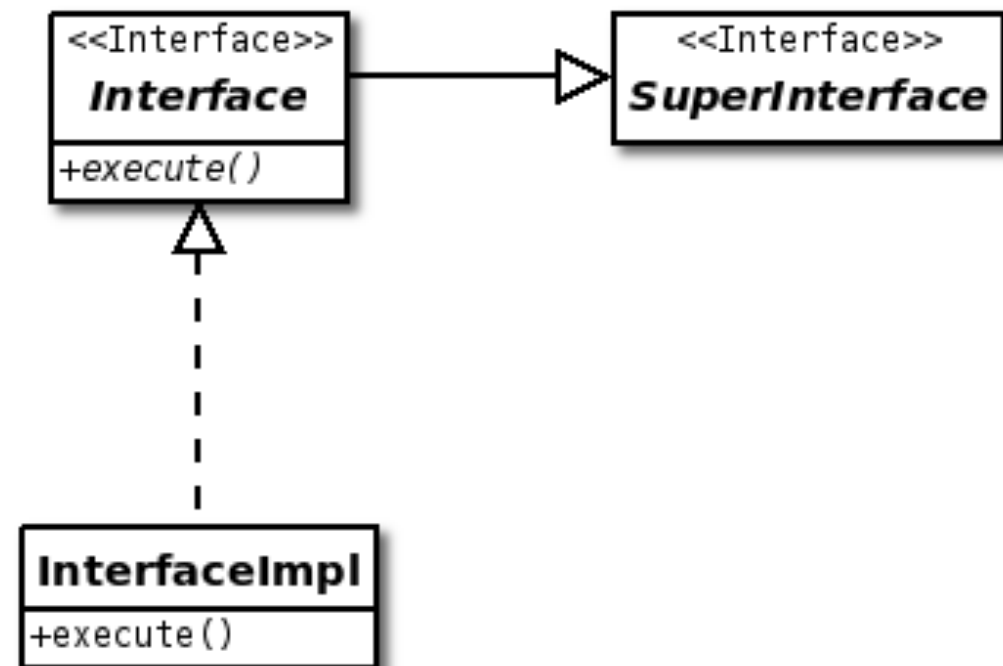 <<Interface>>
Interface
+execute()
<<Interface>>
SuperInterface
InterfaceImpl
+execute()